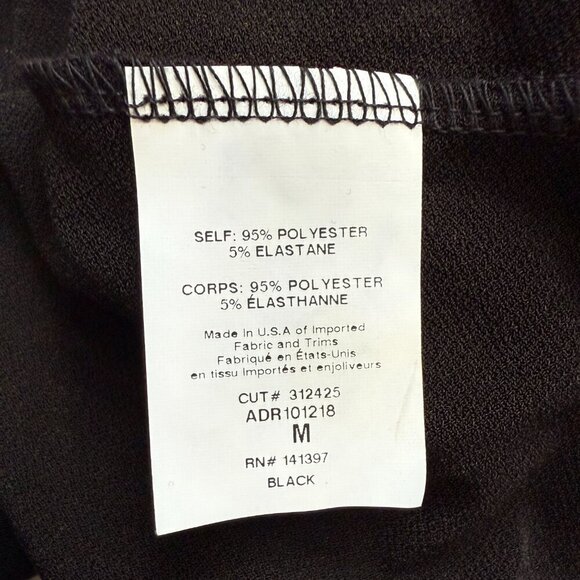 SELF: 95% POLYESTER
5% ELASTANE
CORPS: 95% POLYESTER
5% ÉLASTHANNE
Made In U.S.A of Imported
Fabric and Trims
Fabriqué en États-Unis
en tissu Importés et enjoliveurs
CUT# 312425
ADR101218
M
RN# 141397
BLACK